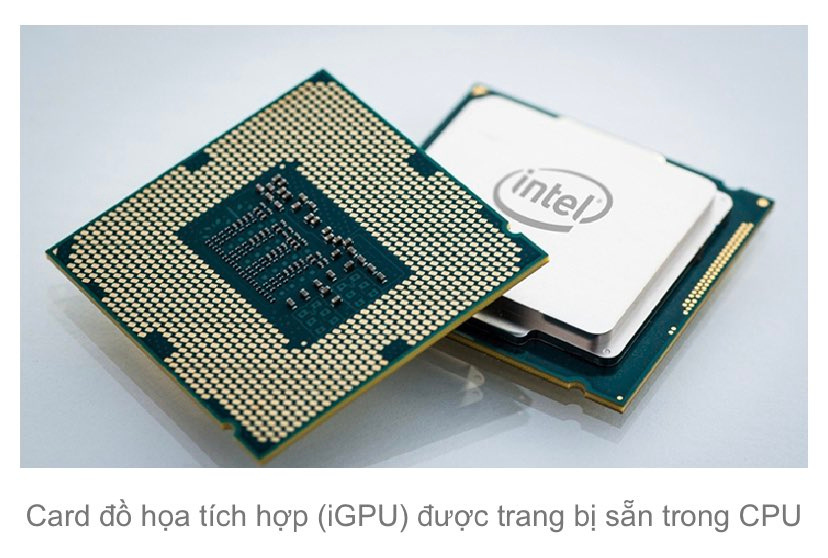 intel
Card đồ họa tích hợp (iGPU) được trang bị sẵn trong CPU